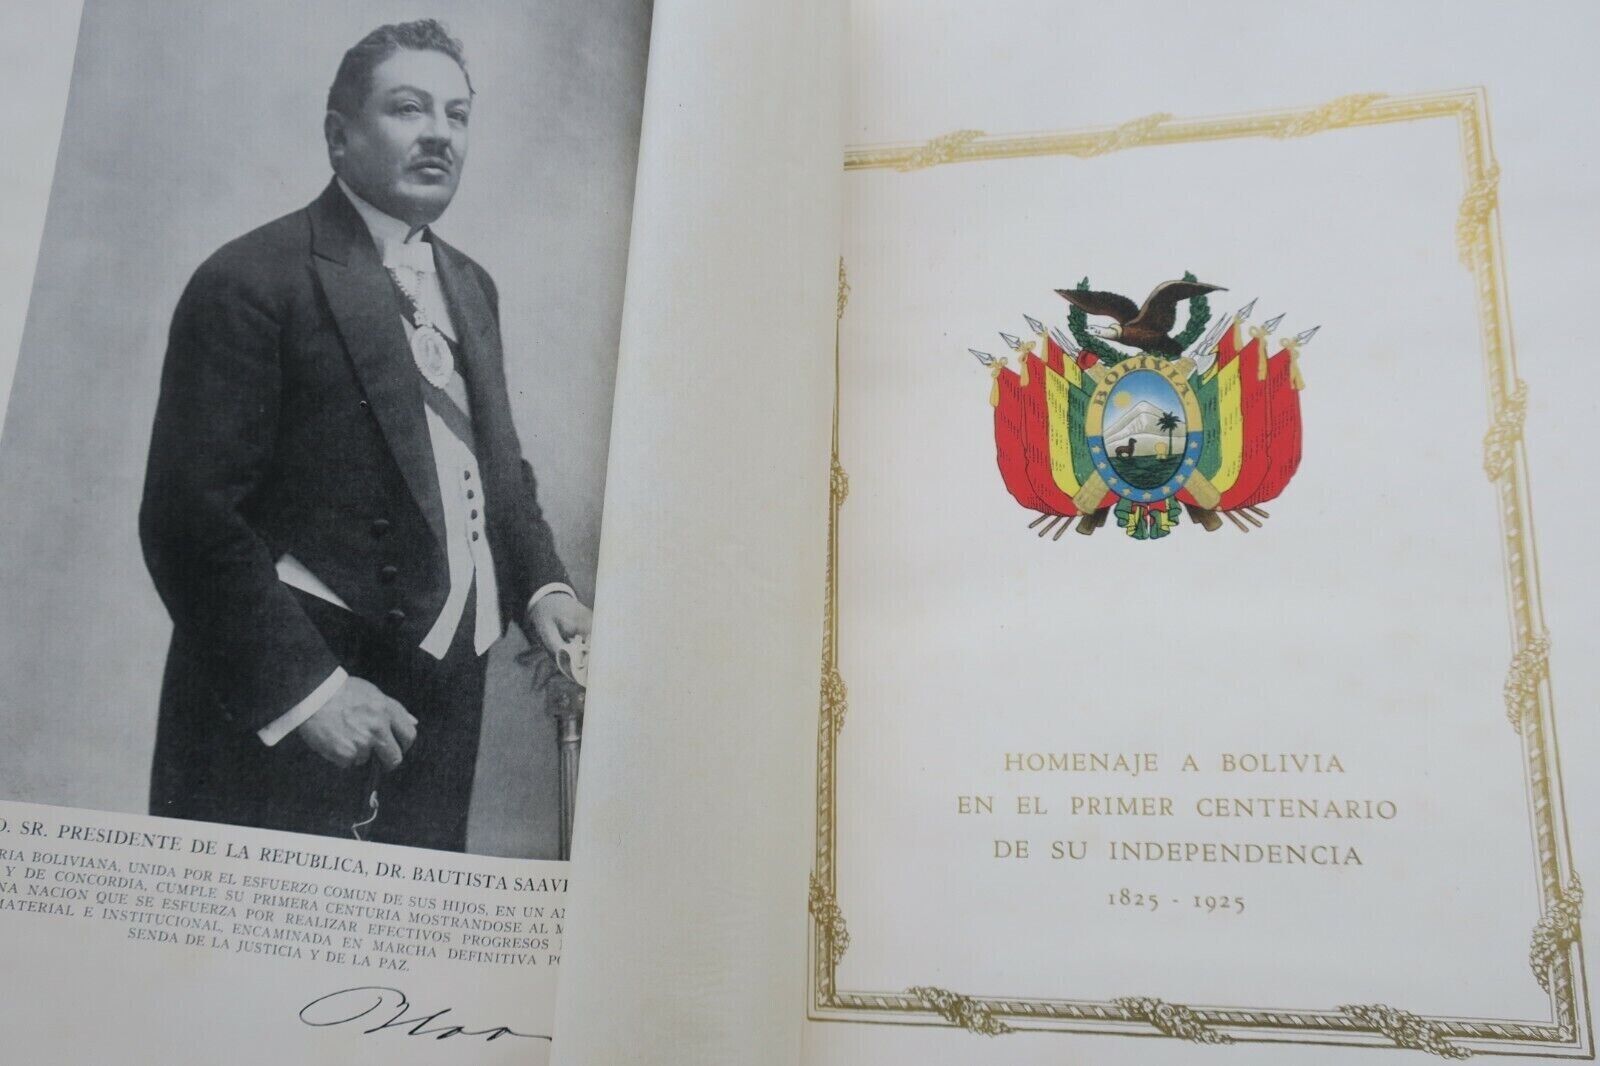 SR. PRESIDENTE DE LA REPUBLICA, DR. BAUTISTA
BOLIVIANA, UNIDA POR EL ESFUERZO COMUN DE SUS HIJOS, EN UN
Y DE CONCORDIA, CUMPLE SU PRIMERA CENTURIA MOSTRANDOSE AL
NACION QUE SE ESFUERZA POR REALIZAR EFECTIVOS PROGRESOS
MATERIAL E INSTITUCIONAL, ENCAMINADA EN MARCHA DEFINITIVA
SENDA DE LA JUSTICIA Y DE LA PAZ.
BOLIVIA
HOMENAJE A BOLIVIA
EN EL PRIMER CENTENARIO
DE SU INDEPENDENCIA
1825 - 1925